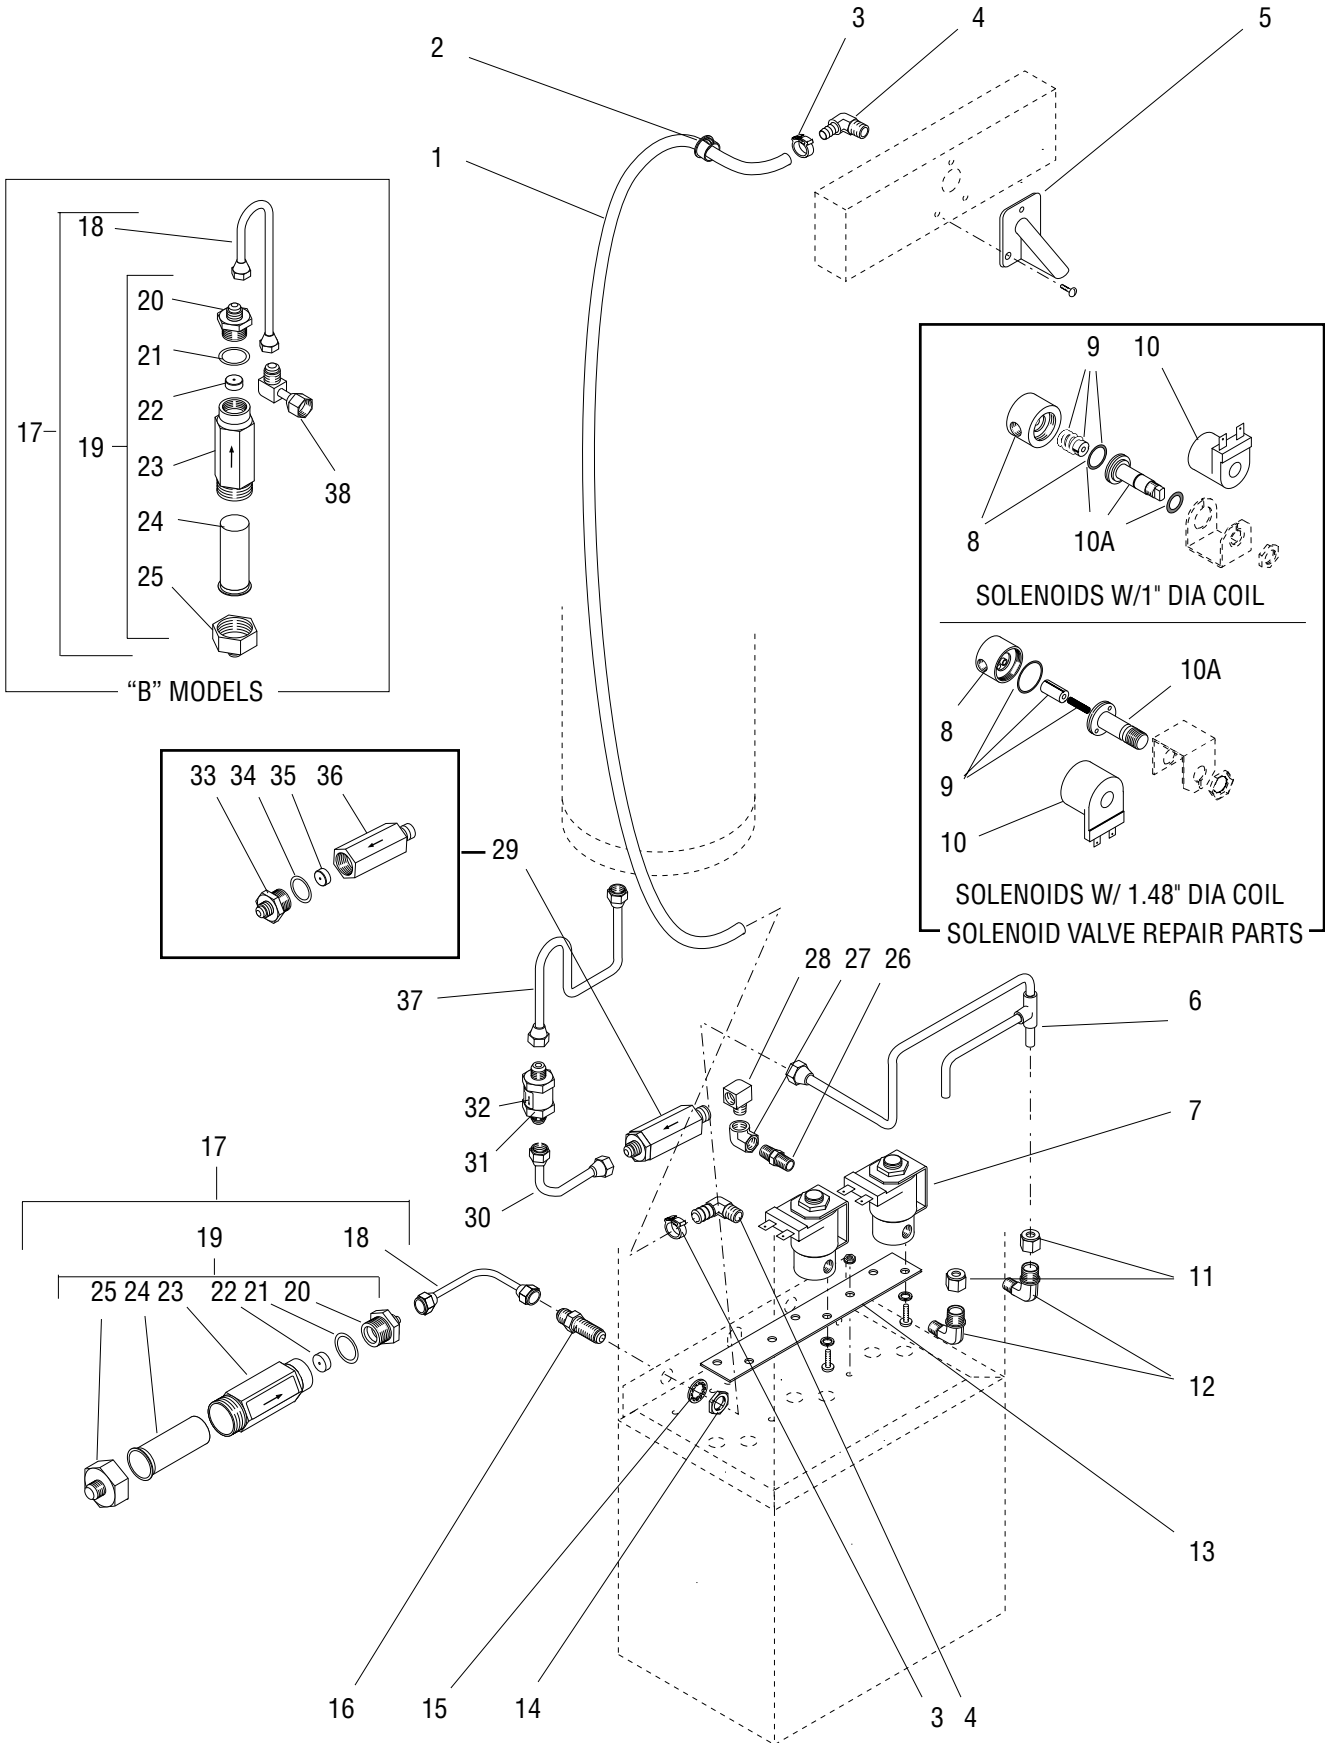 3 4 5
2
1
18
20
21
22
17 19
23
38
24
25
“B” MODELS
9 10
8 10A
SOLENOIDS W/1" DIA COIL
10A
8
9
10
SOLENOIDS W/ 1.48" DIA COIL
SOLENOID VALVE REPAIR PARTS
33 34 35 36
29
28 27 26
37
6
32
7
31
17
30
19 18
25 24 23 22 21 20
11
12
13
16 15 14 3 4